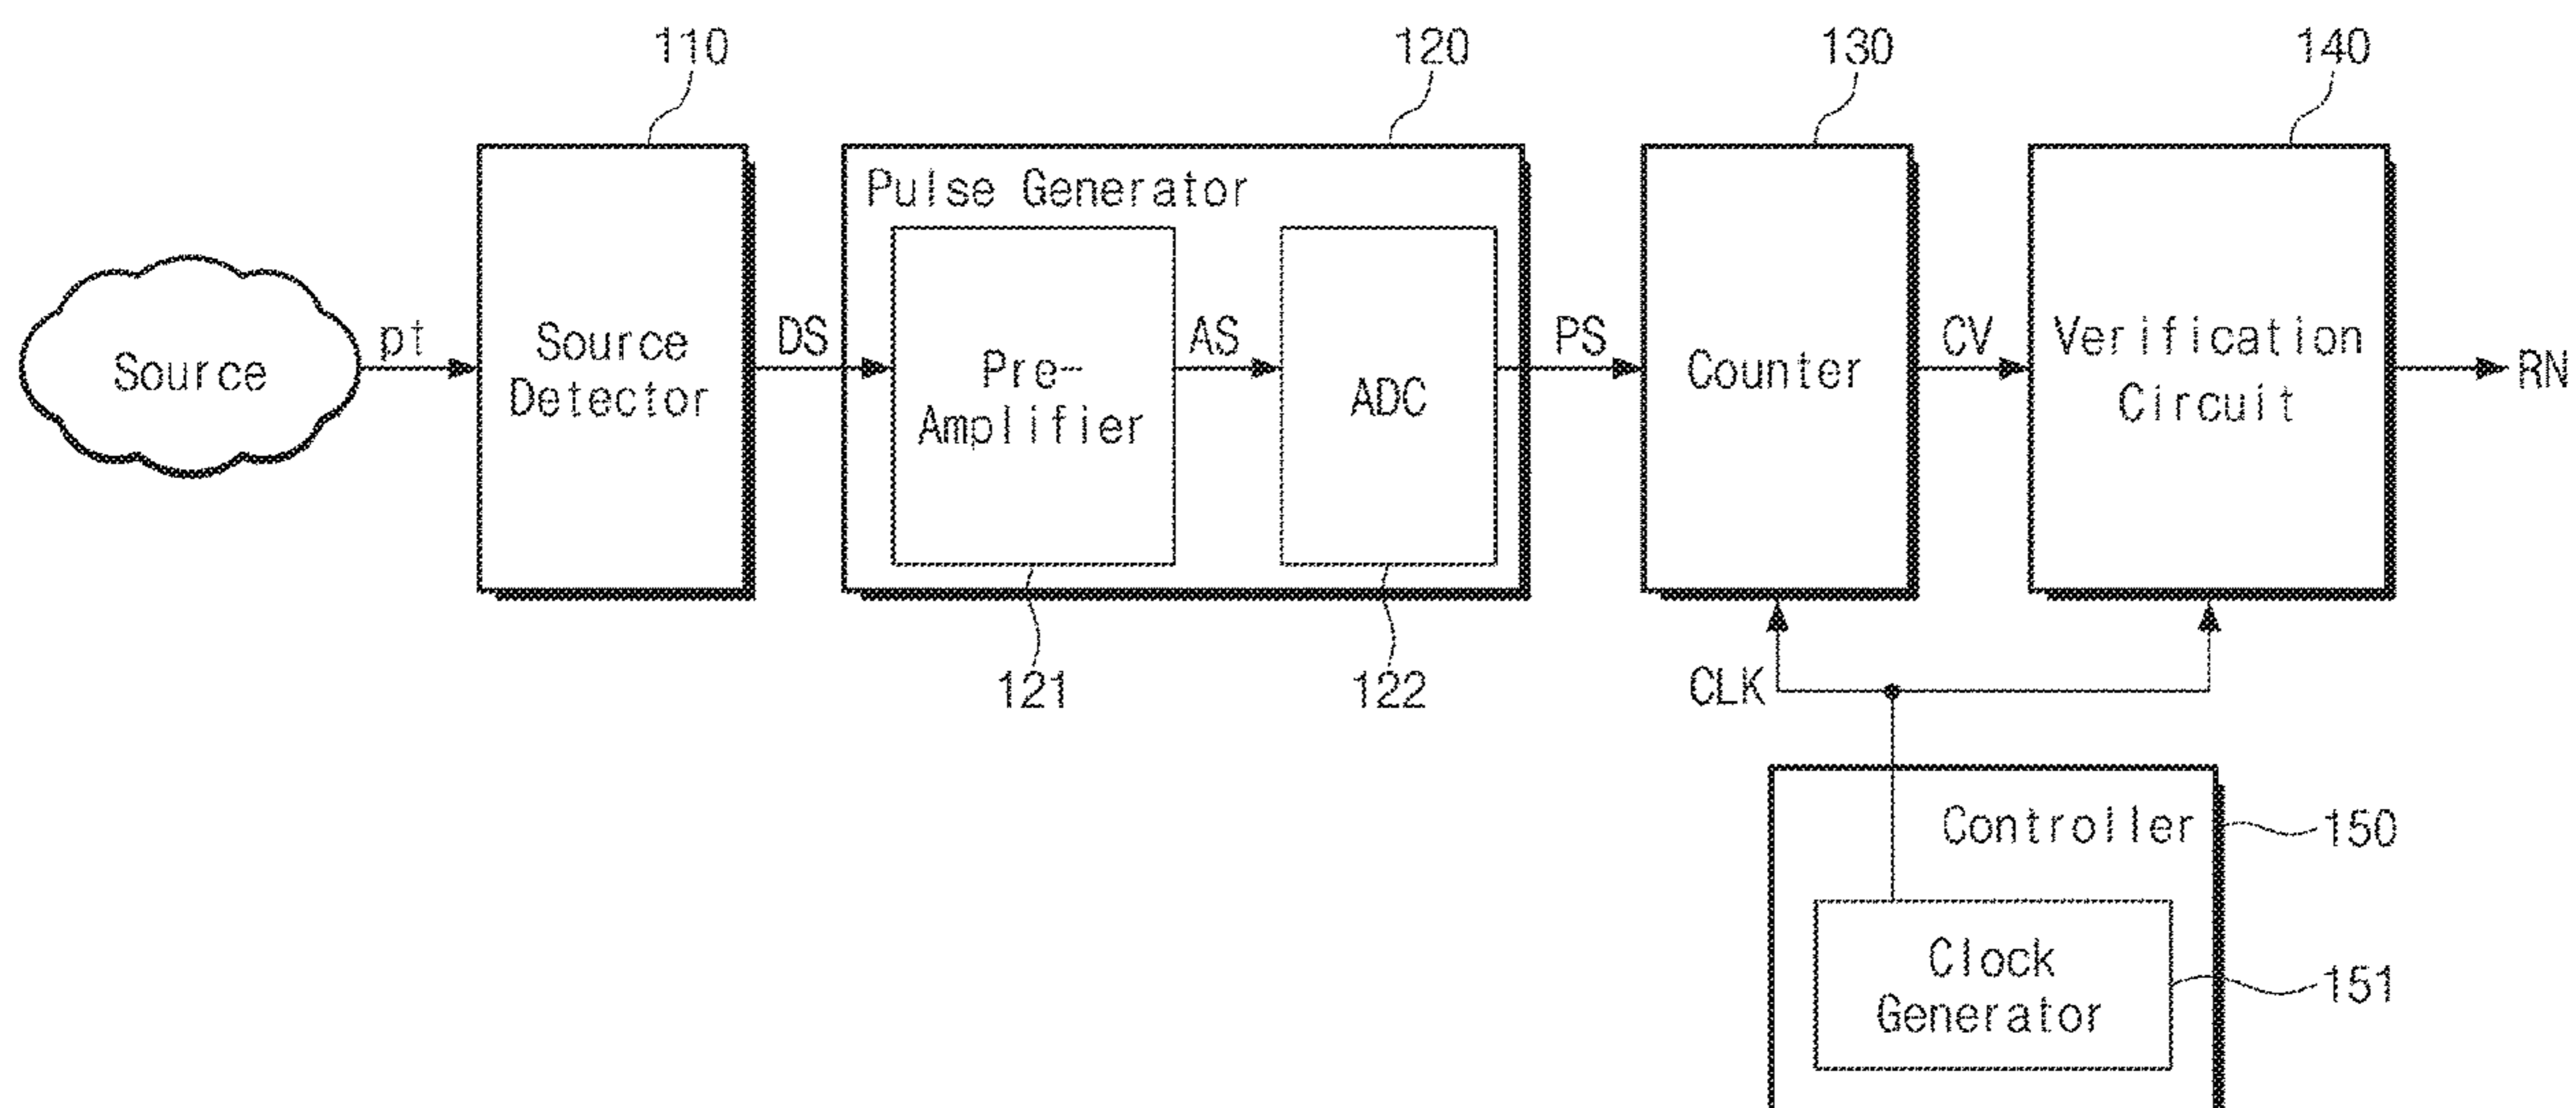 110
120
130
140
Pulse Generator
Source
pt
Source
Detector
DS
Pre-
Amplifier
AS
ADC
PS
Counter
CV
Verification
Circuit
RN
121
122
CLK
Controller
150
Clock
Generator
151